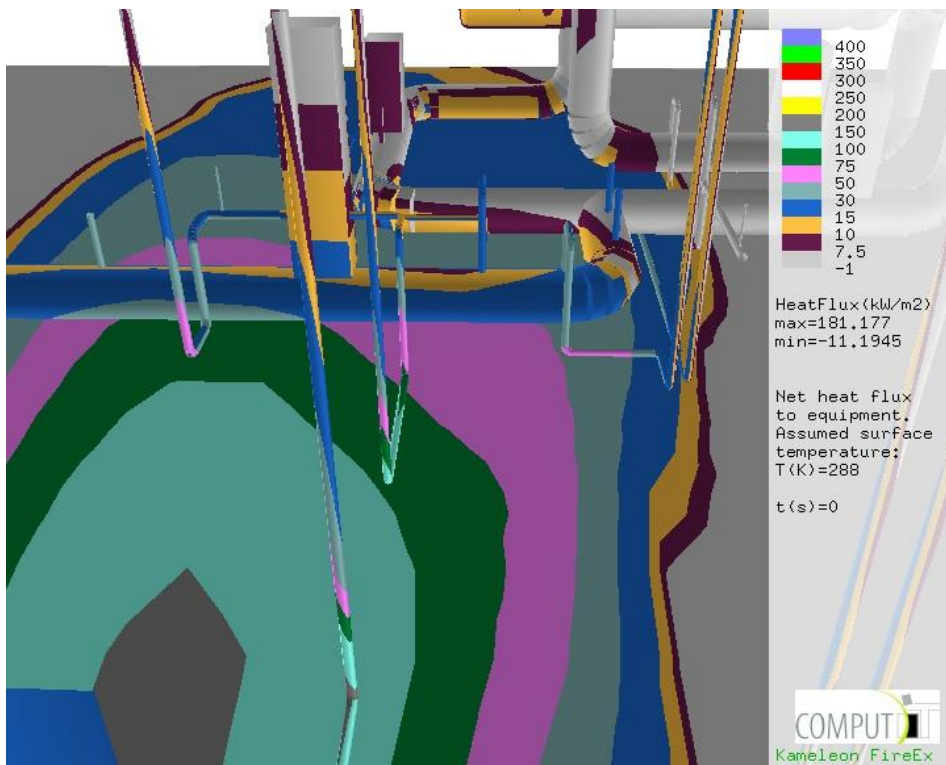 400
350
300
250
200
150
100
75
50
30
15
10
7.5
-1
HeatFlux(kW/m2)
max=181.177
min=-11.1945
Net heat flux
to equipment.
Assumed surface
temperature:
T(K)=288
t(s)=0
COMPUTIT
Kameleon FireEx